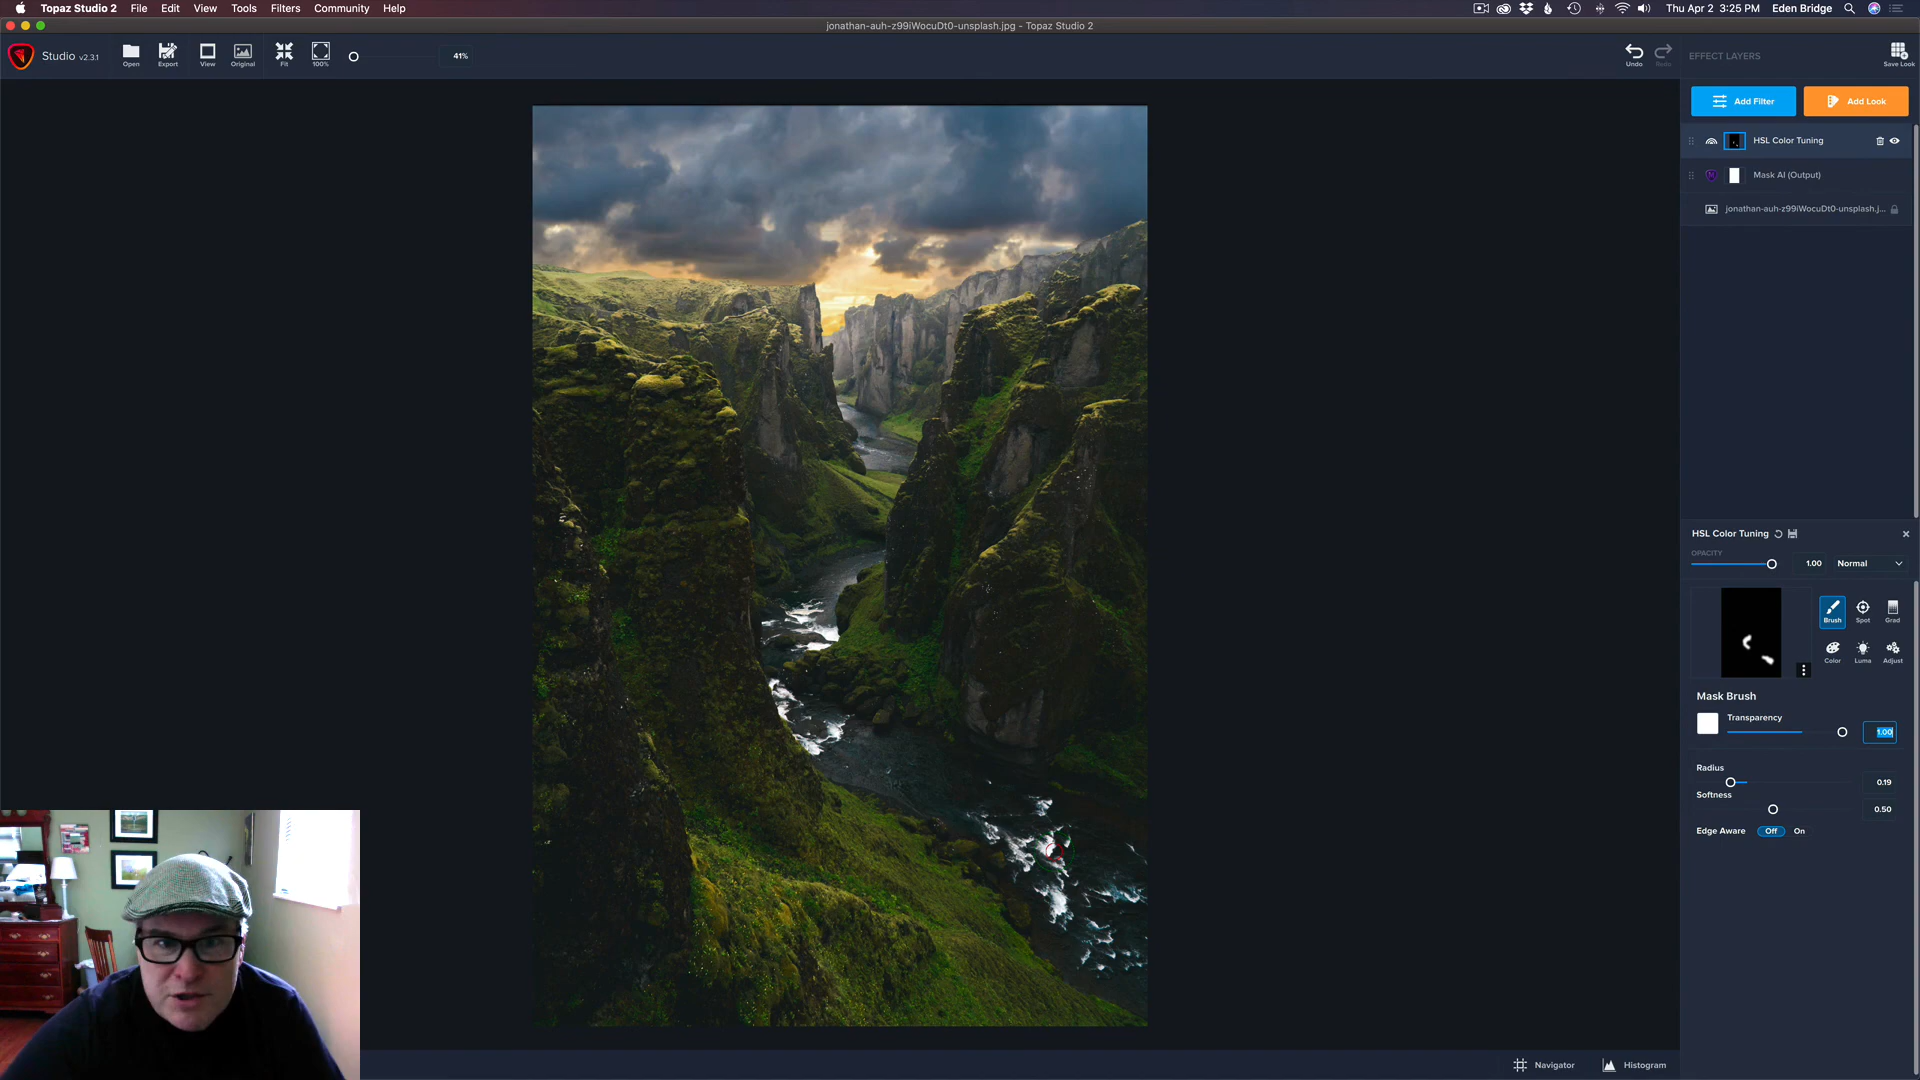 Topaz Studio 2 File Edit View Tools Filters Community Help Thu Apr 2 3:25 PM Eden Bridge
jonathan-auh-z99iWocuDt0-unsplash.jpg - Topaz Studio 2
Studio v2.3.1 Open Export View Original Fit 100% 41% Undo Redo EFFECT LAYERS Save Look
Add Filter Add Look
HSL Color Tuning
Mask AI (Output)
jonathan-auh-z99iWocuDt0-unsplash.j...
HSL Color Tuning
OPACITY
1.00 Normal
Brush Spot Grad
Color Luma Adjust
Mask Brush
Transparency
1.00
Radius
0.19
Softness
0.50
Edge Aware Off On
Navigator Histogram